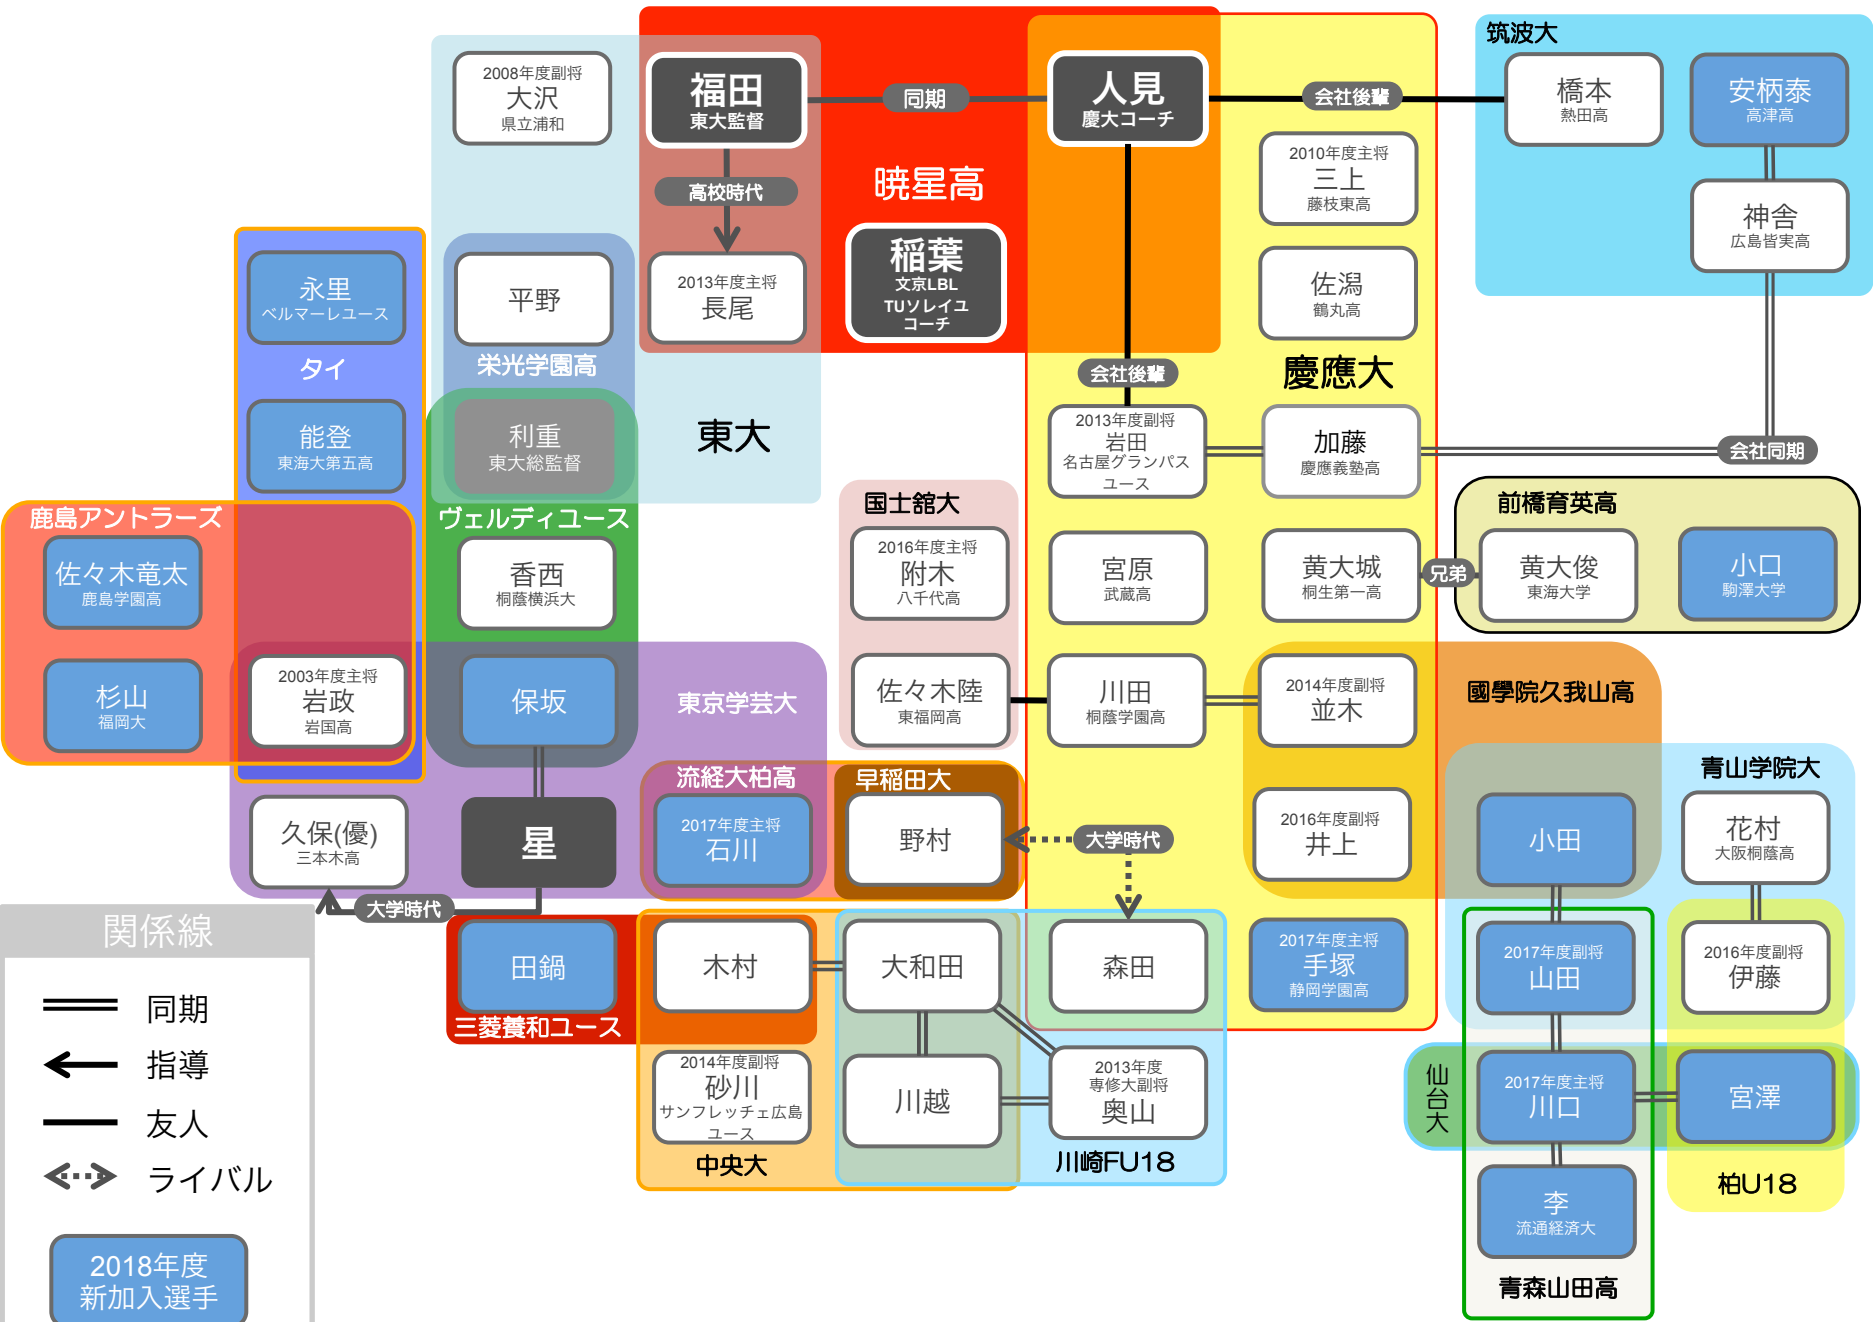 2008年度副将
大沢
県立浦和
福田
東大監督
同期
人見
慶大コーチ
会社後輩
筑波大
橋本
熱田高
安柄泰
高津高
高校時代
暁星高
2010年度主将
三上
藤枝東高
神舎
広島皆実高
永里
ベルマーレユース
平野
2013年度主将
長尾
稲葉
文京LBL
TUソレイユ
コーチ
佐潟
鶴丸高
タイ
栄光学園高
会社後輩
慶應大
能登
東海大第五高
利重
東大総監督
東大
2013年度副将
岩田
名古屋グランパス
ユース
加藤
慶應義塾高
会社同期
鹿島アントラーズ
ヴェルディユース
国士舘大
前橋育英高
佐々木竜太
鹿島学園高
香西
桐蔭横浜大
2016年度主将
附木
八千代高
宮原
武蔵高
黄大城
桐生第一高
兄弟
黄大俊
東海大学
小口
駒澤大学
杉山
福岡大
2003年度主将
岩政
岩国高
保坂
東京学芸大
佐々木陸
東福岡高
川田
桐蔭学園高
2014年度副将
並木
國學院久我山高
流経大柏高
早稲田大
青山学院大
久保(優)
三本木高
星
2017年度主将
石川
野村
大学時代
2016年度副将
井上
小田
花村
大阪桐蔭高
大学時代
関係線
田鍋
三菱養和ユース
木村
大和田
森田
2017年度主将
手塚
静岡学園高
2017年度副将
山田
2016年度副将
伊藤
同期
指導
友人
ライバル
2018年度
新加入選手
2014年度副将
砂川
サンフレッチェ広島
ユース
中央大
川越
2013年度
専修大副将
奥山
川崎FU18
仙台大
2017年度主将
川口
宮澤
柏U18
李
流通経済大
青森山田高